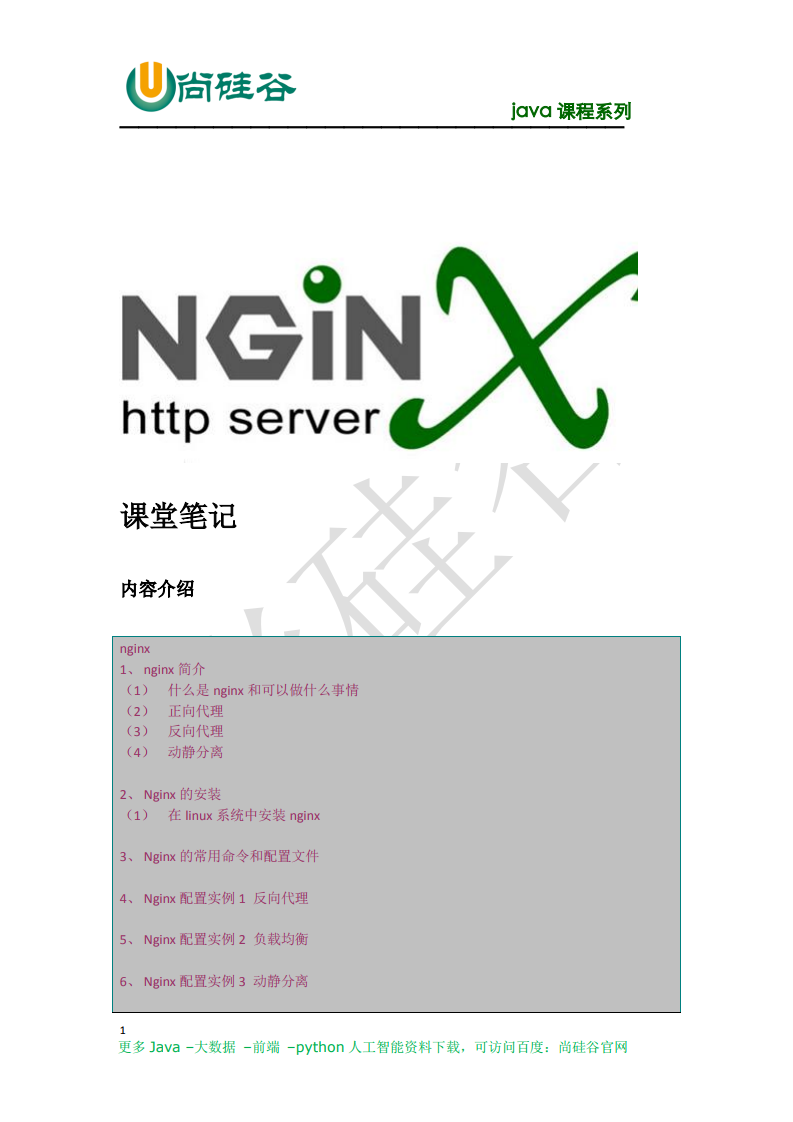 尚硅谷
java 课程系列
NGiNX
http server
课堂笔记
内容介绍
nginx
1、 nginx 简介
（1） 什么是 nginx 和可以做什么事情
（2） 正向代理
（3） 反向代理
（4） 动静分离
2、 Nginx 的安装
（1） 在 linux 系统中安装 nginx
3、 Nginx 的常用命令和配置文件
4、 Nginx 配置实例 1 反向代理
5、 Nginx 配置实例 2 负载均衡
6、 Nginx 配置实例 3 动静分离
1
更多 Java –大数据 –前端 –python 人工智能资料下载，可访问百度：尚硅谷官网